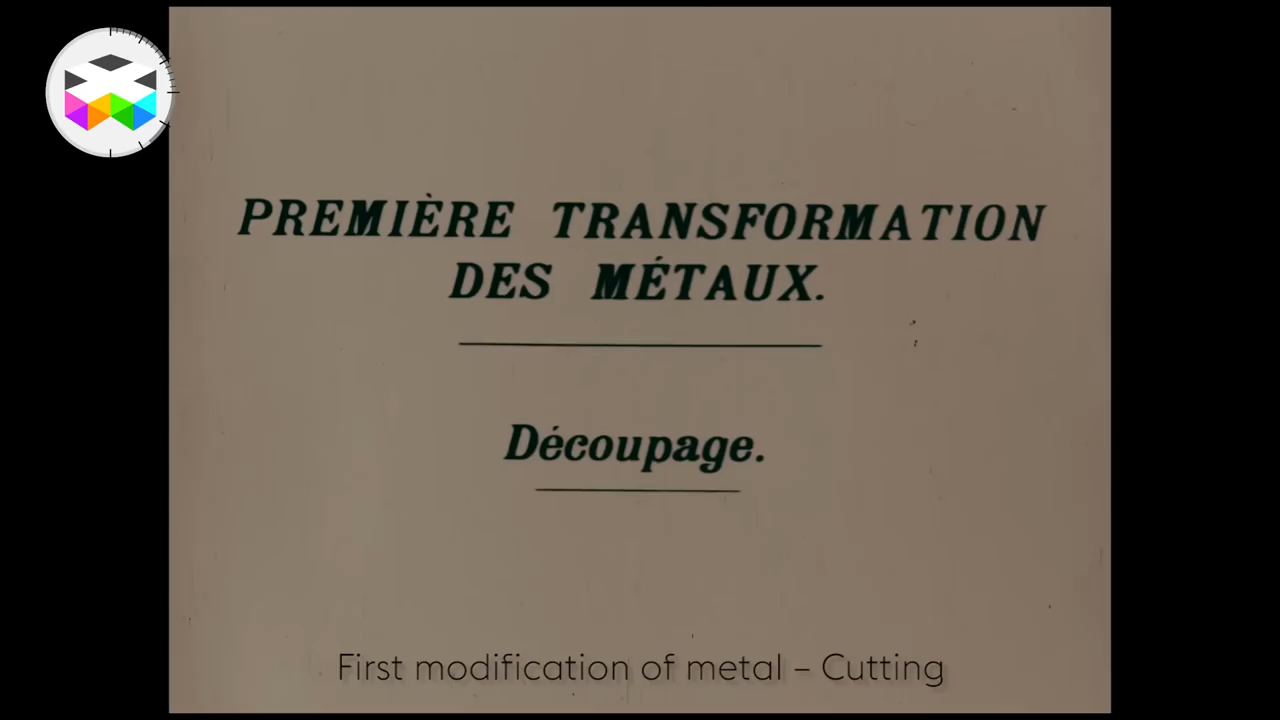 PREMIÈRE TRANSFORMATION
DES MÉTAUX.
Découpage.
First modification of metal – Cutting